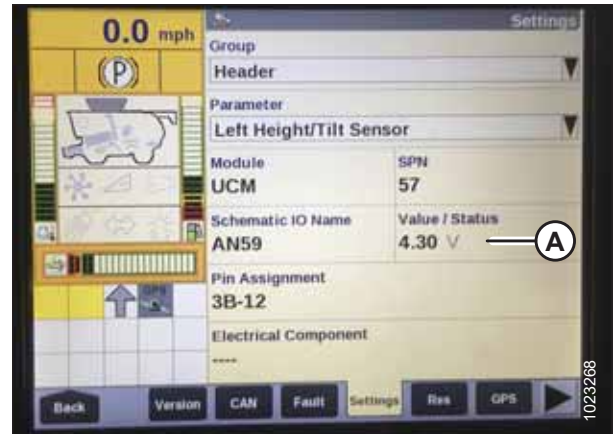 0.0 mph
Settings
(P)
Group
Header
Parameter
Left Height/Tilt Sensor
Module
SPN
UCM
57
Schematic IO Name
Value / Status
AN59
4.30 V
A
Pin Assignment
3B-12
GPS
Electrical Component
----
Back
Version
CAN
Fault
Settings
Res
GPS
1023268